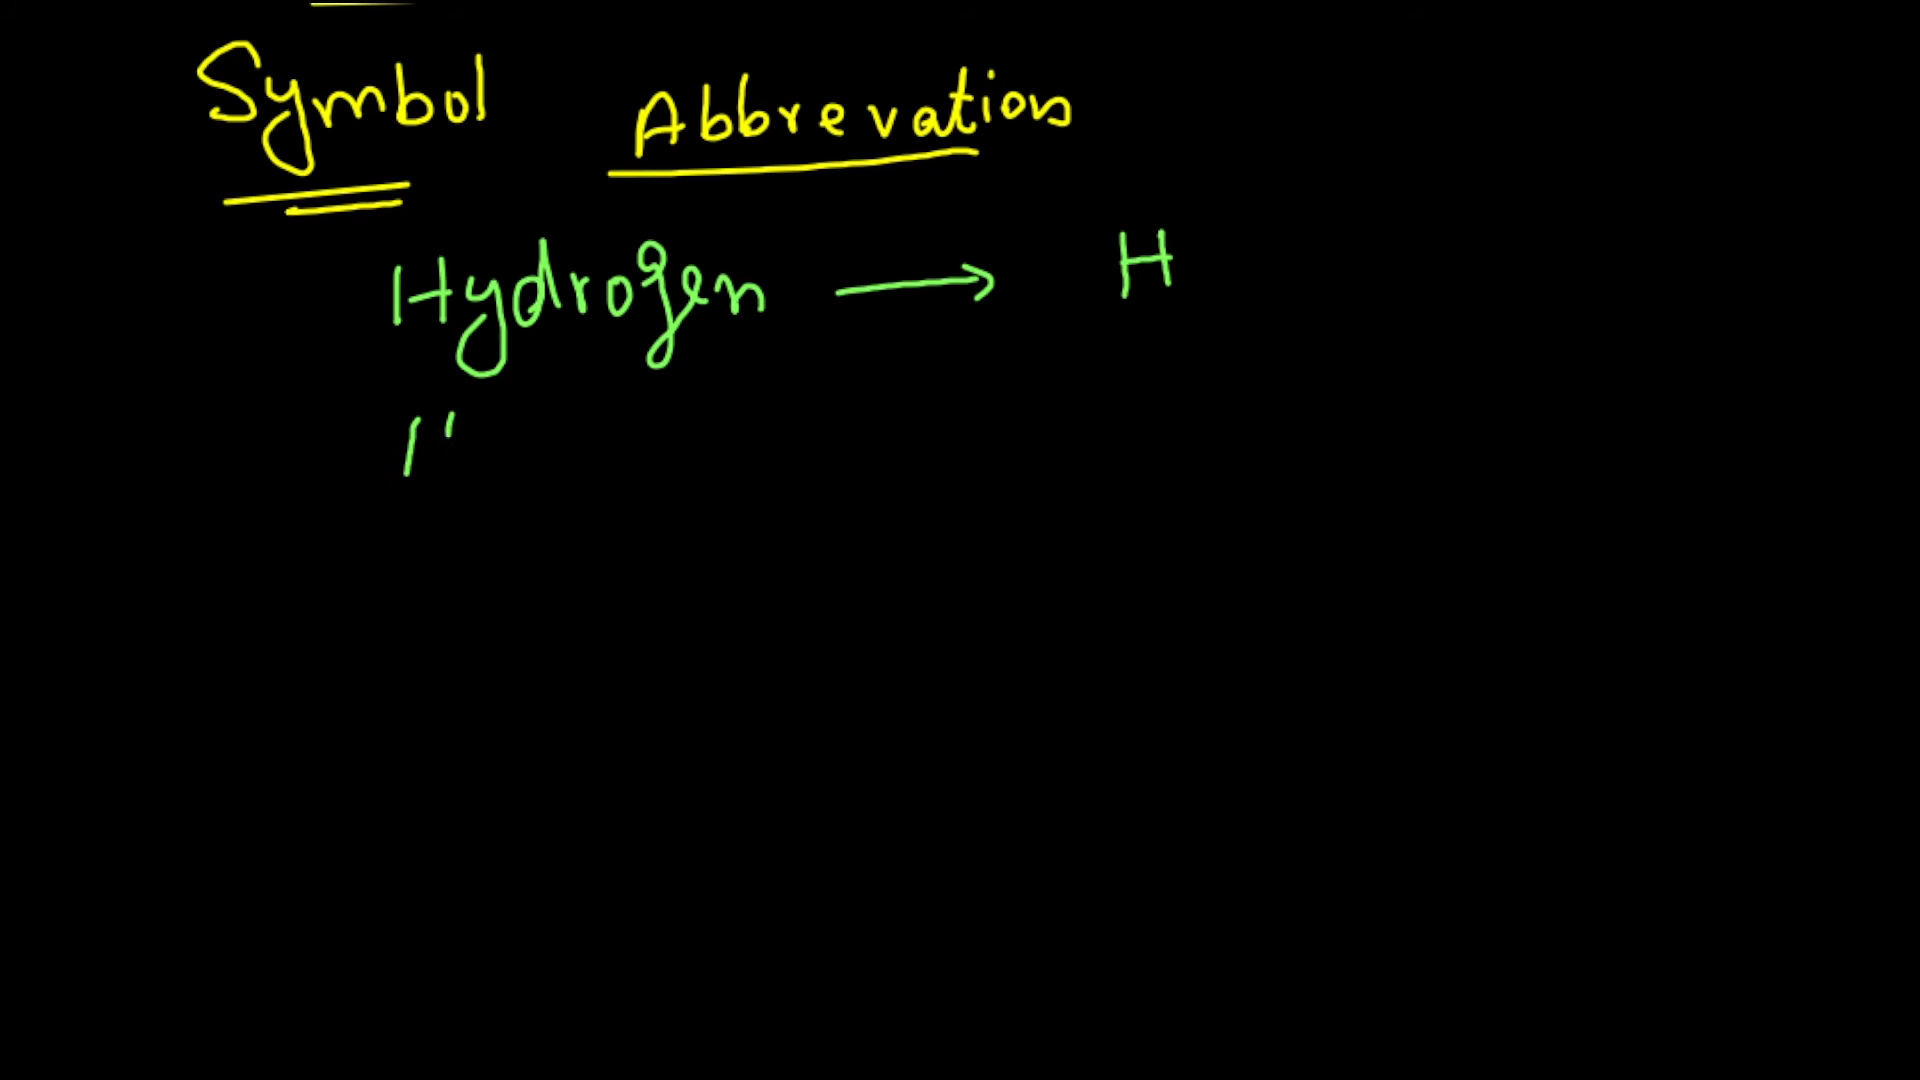 Symbol Abbrevation
Hydrogen → H